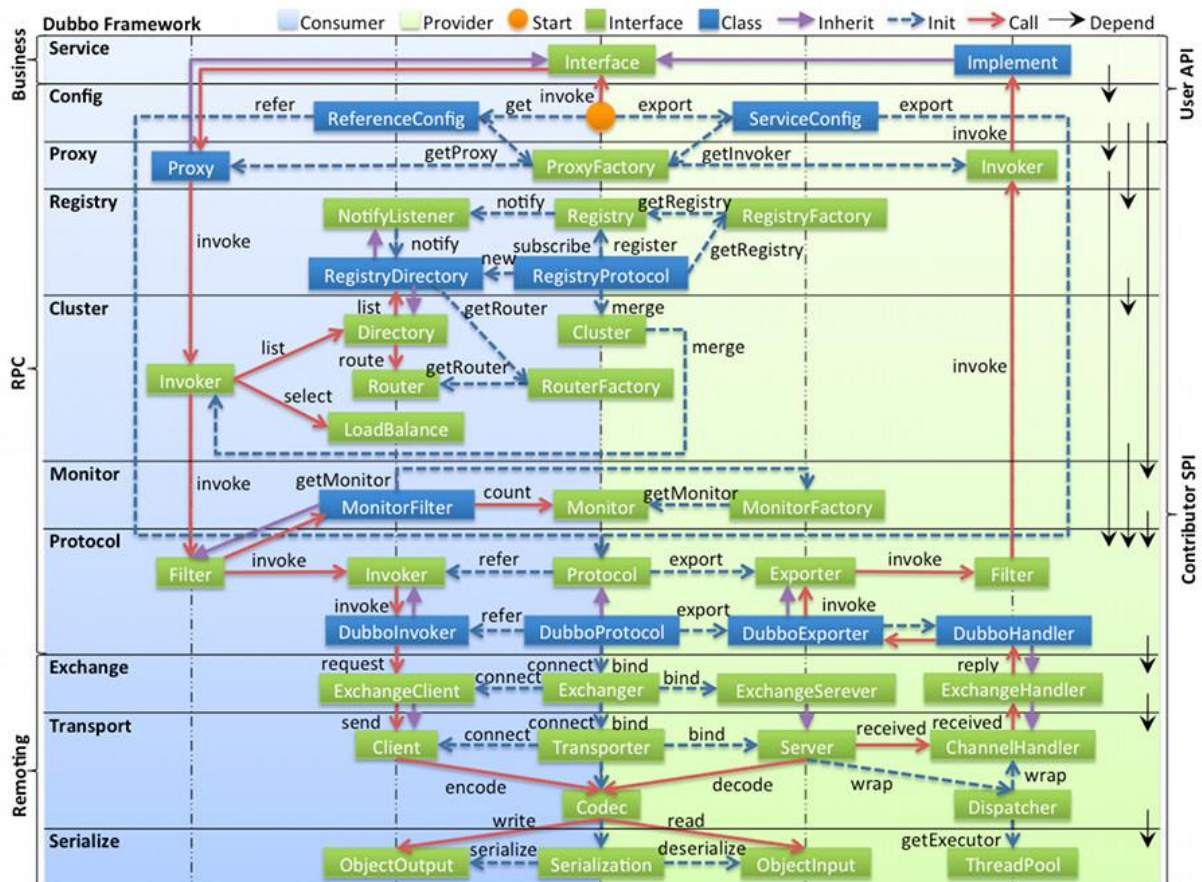 Dubbo Framework
Consumer
Provider
Start
Interface
Class
Inherit
Init
Call
Depend
Business
RPC
Remoting
User API
Contributor SPI
Service
Interface
Implement
Config
refer
ReferenceConfig
get
invoke
export
ServiceConfig
export
invoke
Proxy
Proxy
getProxy
ProxyFactory
getInvoker
Invoker
Registry
NotifyListener
notify
Registry
getRegistry
RegistryFactory
invoke
notify
subscribe
register
getRegistry
RegistryDirectory
new
RegistryProtocol
Cluster
list
getRouter
merge
Directory
Cluster
list
merge
route
getRouter
invoke
Invoker
Router
RouterFactory
select
LoadBalance
Monitor
invoke
getMonitor
MonitorFilter
count
Monitor
getMonitor
MonitorFactory
Protocol
Filter
invoke
Invoker
refer
Protocol
export
Exporter
invoke
Filter
invoke
refer
export
invoke
DubboInvoker
DubboProtocol
DubboExporter
DubboHandler
Exchange
request
connect
bind
reply
ExchangeClient
connect
Exchanger
bind
ExchangeSerever
ExchangeHandler
Transport
send
connect
bind
received
received
Client
connect
Transporter
bind
Server
ChannelHandler
encode
decode
wrap
wrap
Codec
Dispatcher
Serialize
write
read
getExecutor
ObjectOutput
serialize
Serialization
deserialize
ObjectInput
ThreadPool